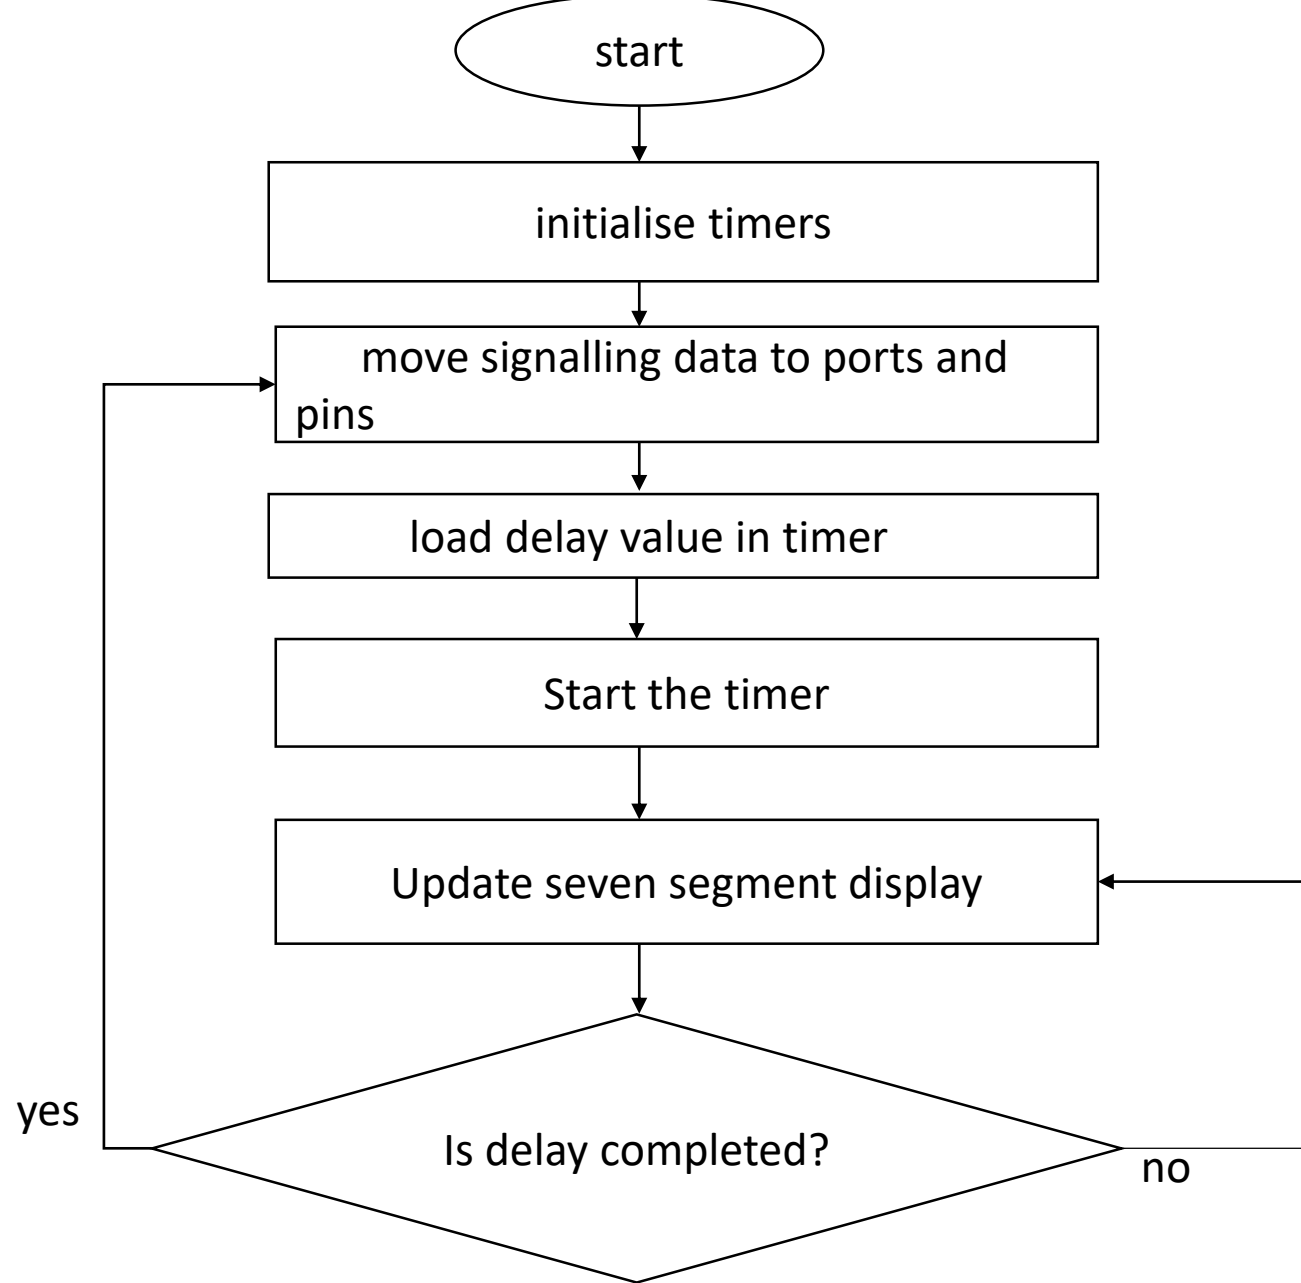 start
initialise timers
move signalling data to ports and
pins
load delay value in timer
Start the timer
Update seven segment display
yes
Is delay completed?
no